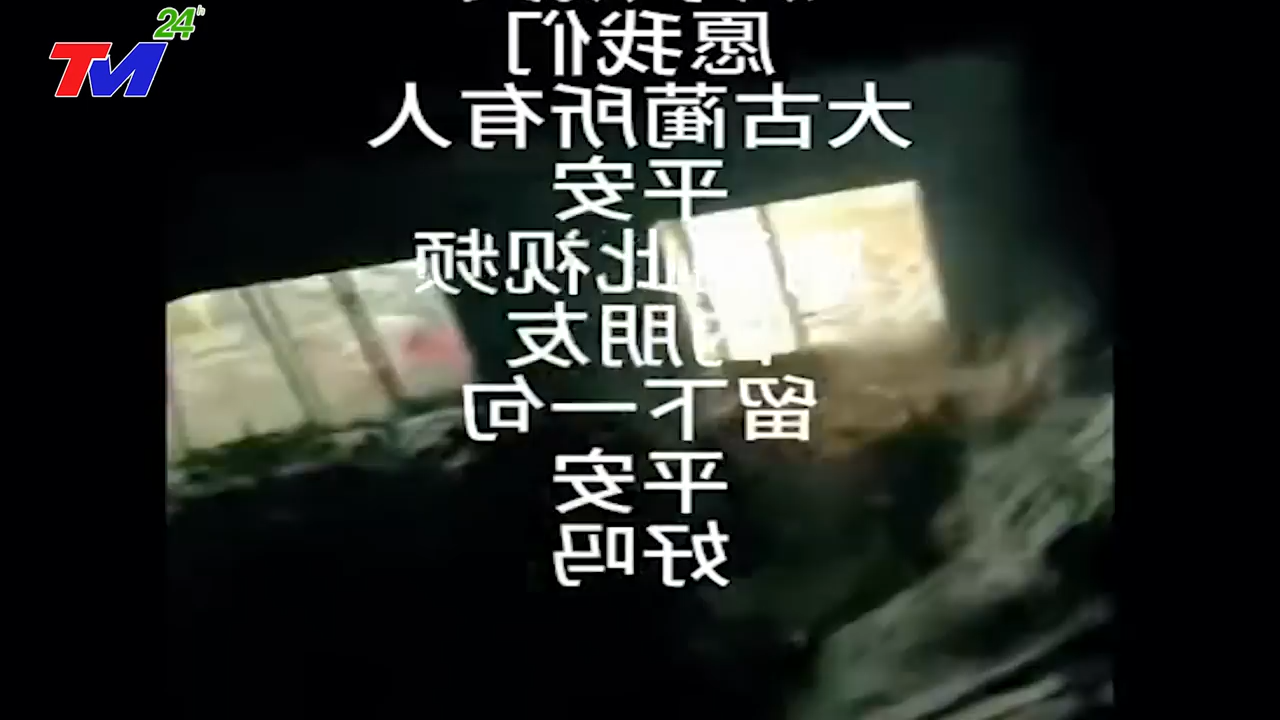 TM 24h
愿我们
大古蔺所有人
平安
此视频
朋友
留下一句
平安
好吗